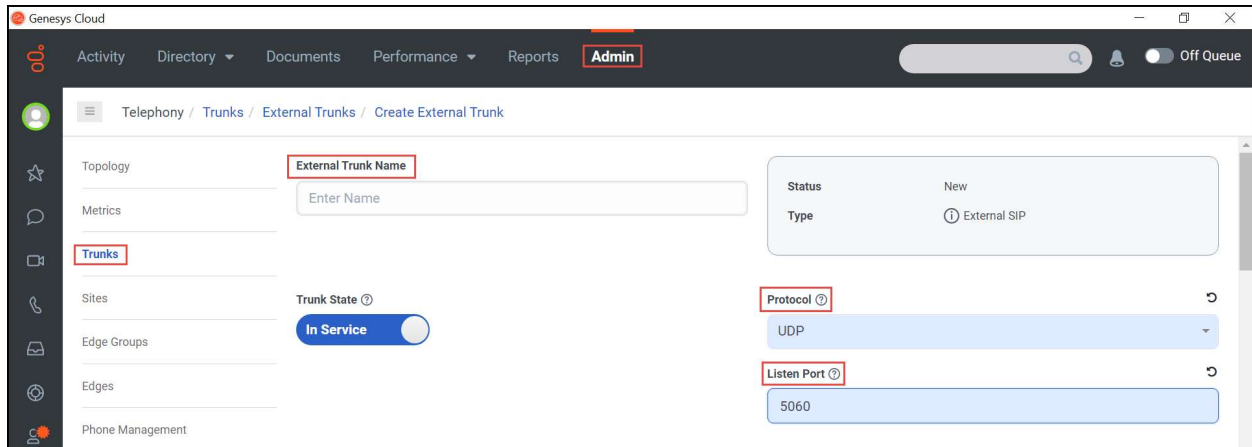 Genesys Cloud
Activity Directory Documents Performance Reports Admin Off Queue
Telephony / Trunks / External Trunks / Create External Trunk
Topology
Metrics
Trunks
Sites
Edge Groups
Edges
Phone Management
External Trunk Name
Enter Name
Trunk State
In Service
Status New
Type External SIP
Protocol
UDP
Listen Port
5060